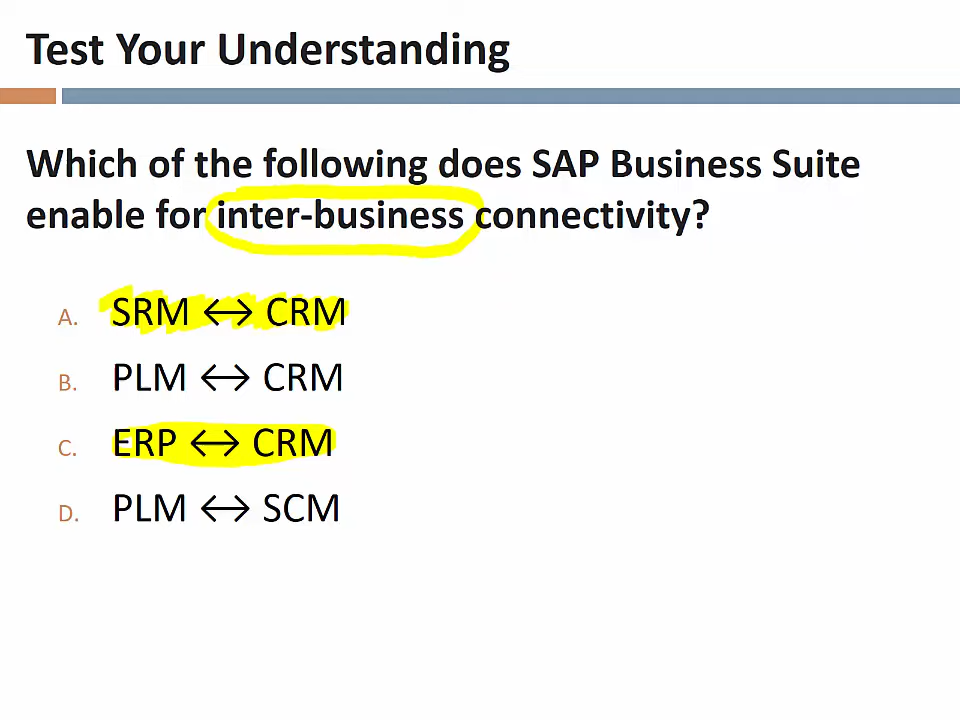 Test Your Understanding
Which of the following does SAP Business Suite
enable for inter-business connectivity?
A. SRM ↔ CRM
B. PLM ↔ CRM
C. ERP ↔ CRM
D. PLM ↔ SCM